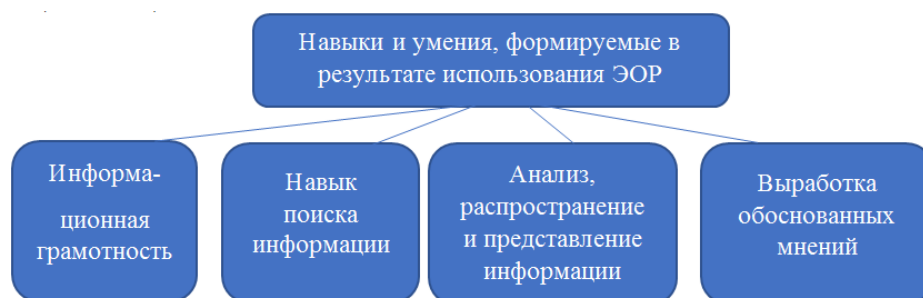 Навыки и умения, формируемые в
результате использования ЭОР
Информа-
ционная
грамотность
Навык
поиска
информации
Анализ,
распространение
и представление
информации
Выработка
обоснованных
мнений